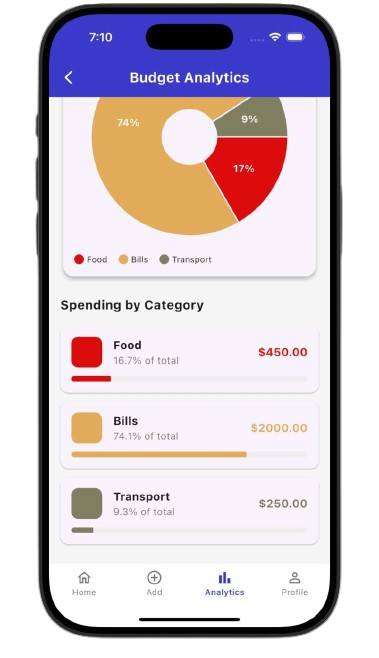 7:10
Budget Analytics
74%
9%
17%
Food Bills Transport
Spending by Category
Food
16.7% of total
$450.00
Bills
74.1% of total
$2000.00
Transport
9.3% of total
$250.00
Home Add Analytics Profile